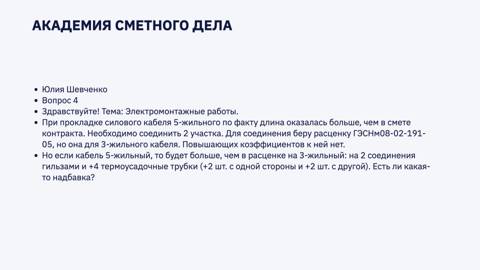 АКАДЕМИЯ СМЕТНОГО ДЕЛА
• Юлия Шевченко
• Вопрос 4
• Здравствуйте! Тема: Электромонтажные работы.
• При прокладке силового кабеля 5-жильного по факту длина оказалась больше, чем в смете
контракта. Необходимо соединить 2 участка. Для соединения беру расценку ГЭСНм08-02-191-
05, но она для 3-жильного кабеля. Повышающих коэффициентов к ней нет.
• Но если кабель 5-жильный, то будет больше, чем в расценке на 3-жильный: на 2 соединения
гильзами и +4 термоусадочные трубки (+2 шт. с одной стороны и +2 шт. с другой). Есть ли какая-
то надбавка?